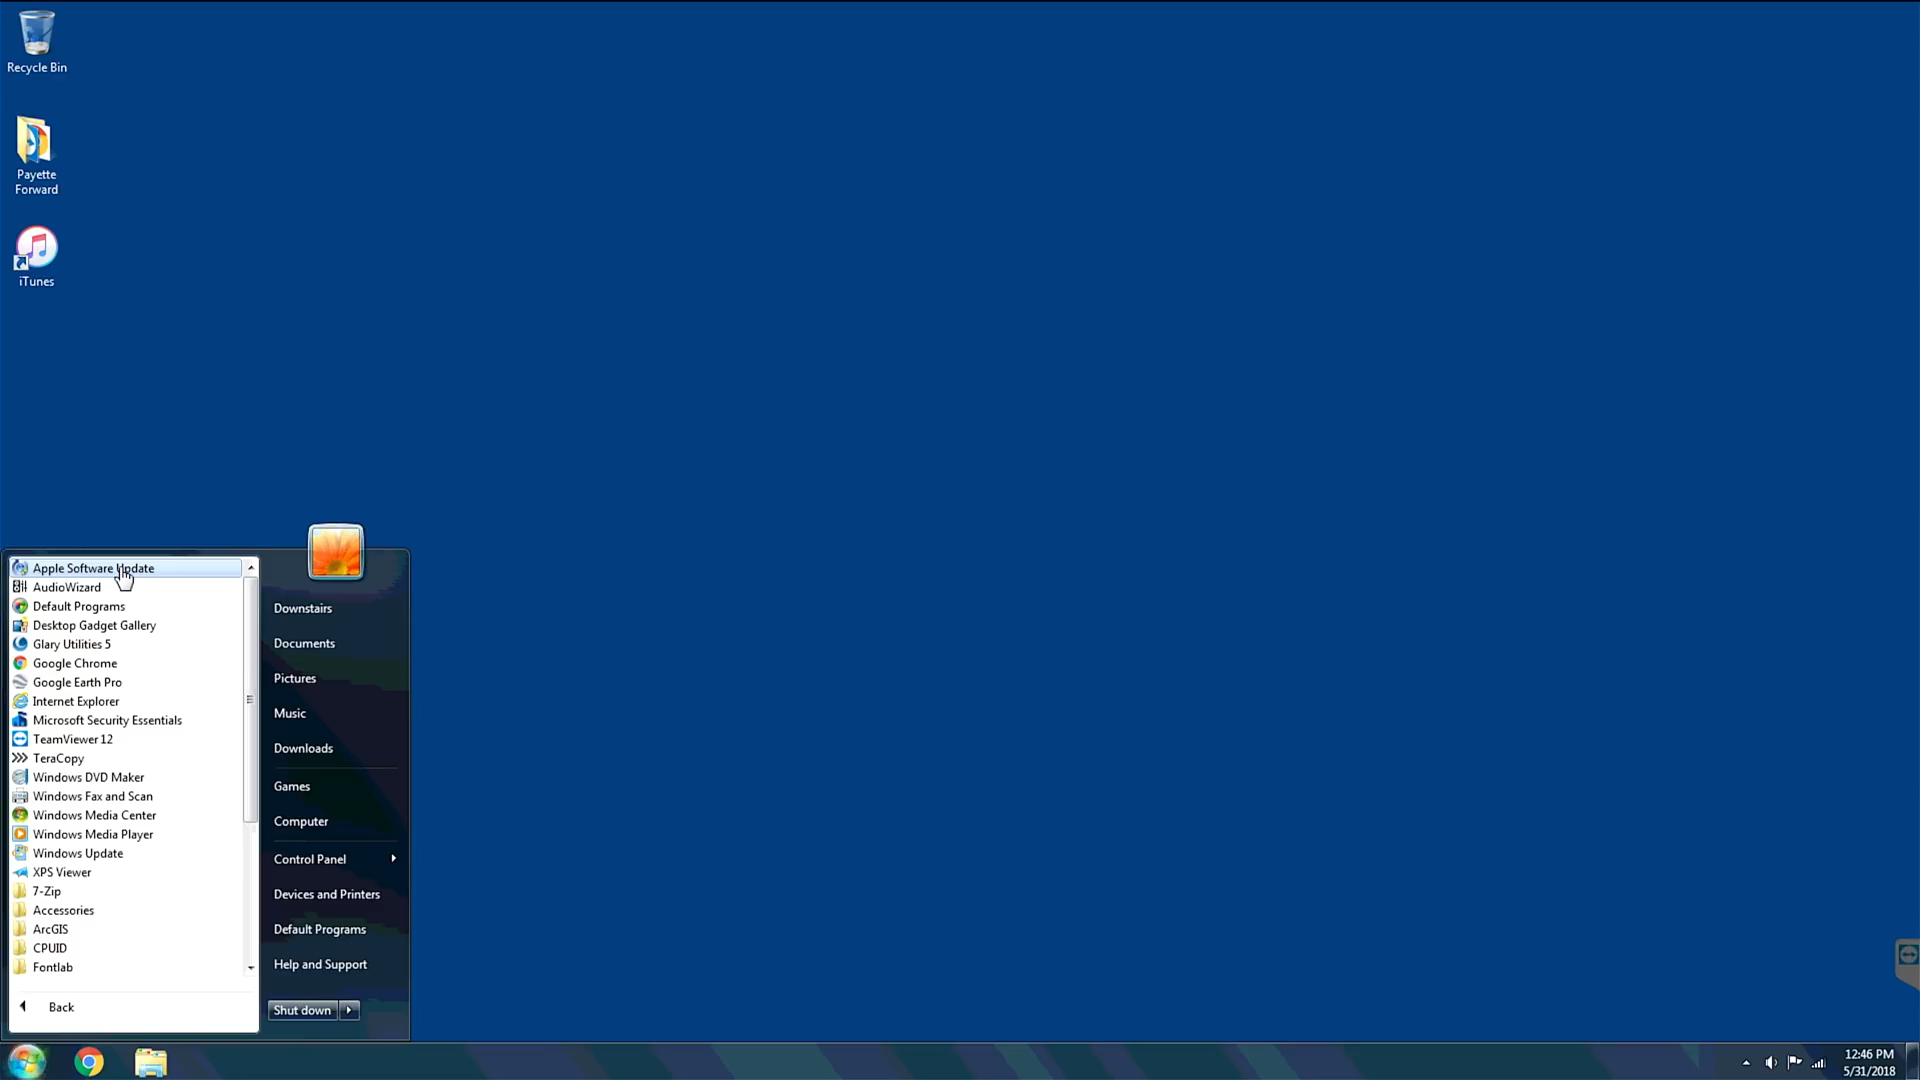 Recycle Bin
Payette
Forward
iTunes
Apple Software Update
AudioWizard
Default Programs
Desktop Gadget Gallery
Glary Utilities 5
Google Chrome
Google Earth Pro
Internet Explorer
Microsoft Security Essentials
TeamViewer 12
TeraCopy
Windows DVD Maker
Windows Fax and Scan
Windows Media Center
Windows Media Player
Windows Update
XPS Viewer
7-Zip
Accessories
ArcGIS
CPUID
Fontlab
Back
Downstairs
Documents
Pictures
Music
Downloads
Games
Computer
Control Panel
Devices and Printers
Default Programs
Help and Support
Shut down
12:46 PM
5/31/2018